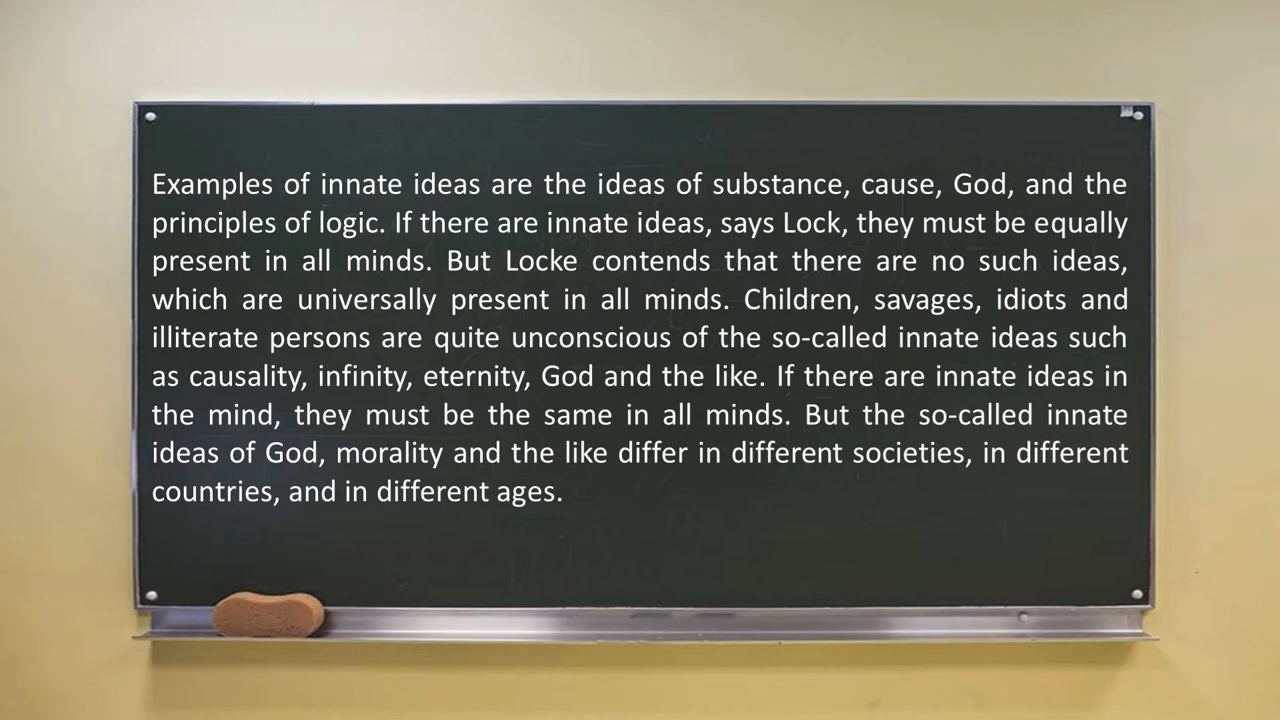 Examples of innate ideas are the ideas of substance, cause, God, and the
principles of logic. If there are innate ideas, says Lock, they must be equally
present in all minds. But Locke contends that there are no such ideas,
which are universally present in all minds. Children, savages, idiots and
illiterate persons are quite unconscious of the so-called innate ideas such
as causality, infinity, eternity, God and the like. If there are innate ideas in
the mind, they must be the same in all minds. But the so-called innate
ideas of God, morality and the like differ in different societies, in different
countries, and in different ages.